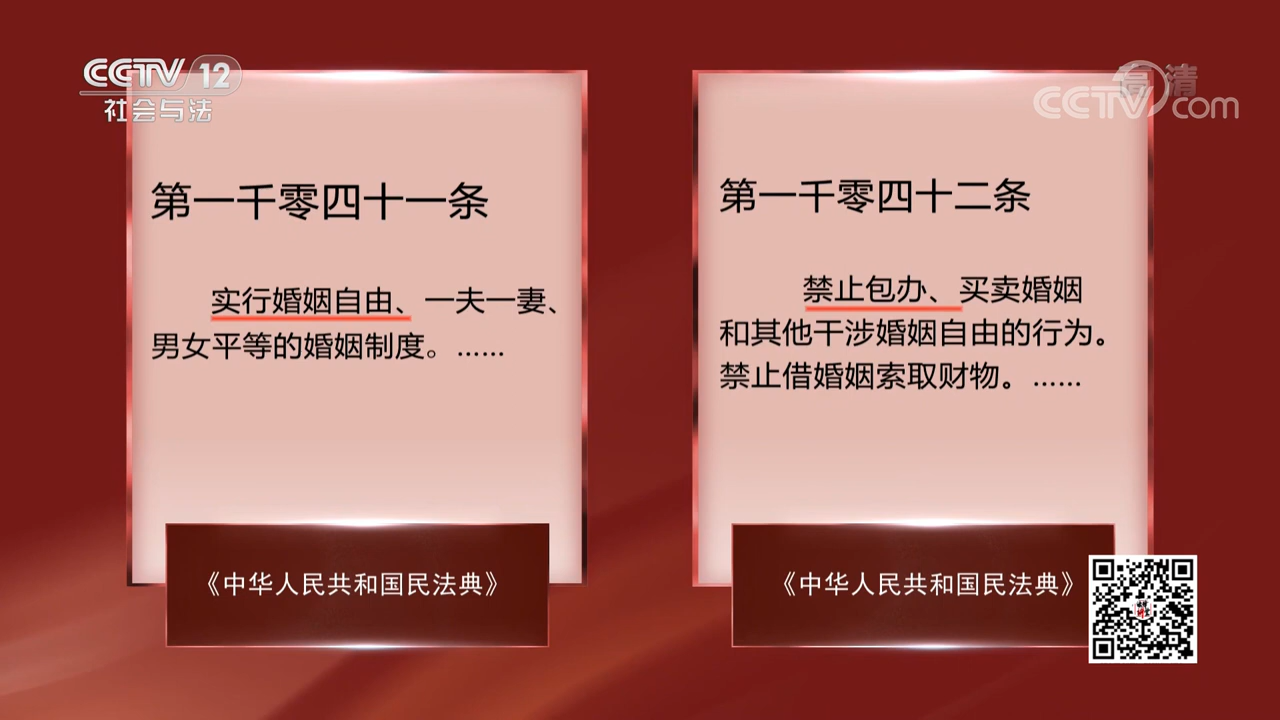 CCTV 12
社会与法
高清
CCTV com
第一千零四十一条
实行婚姻自由、一夫一妻、
男女平等的婚姻制度。……
《中华人民共和国民法典》
第一千零四十二条
禁止包办、买卖婚姻
和其他干涉婚姻自由的行为。
禁止借婚姻索取财物。……
《中华人民共和国民法典》